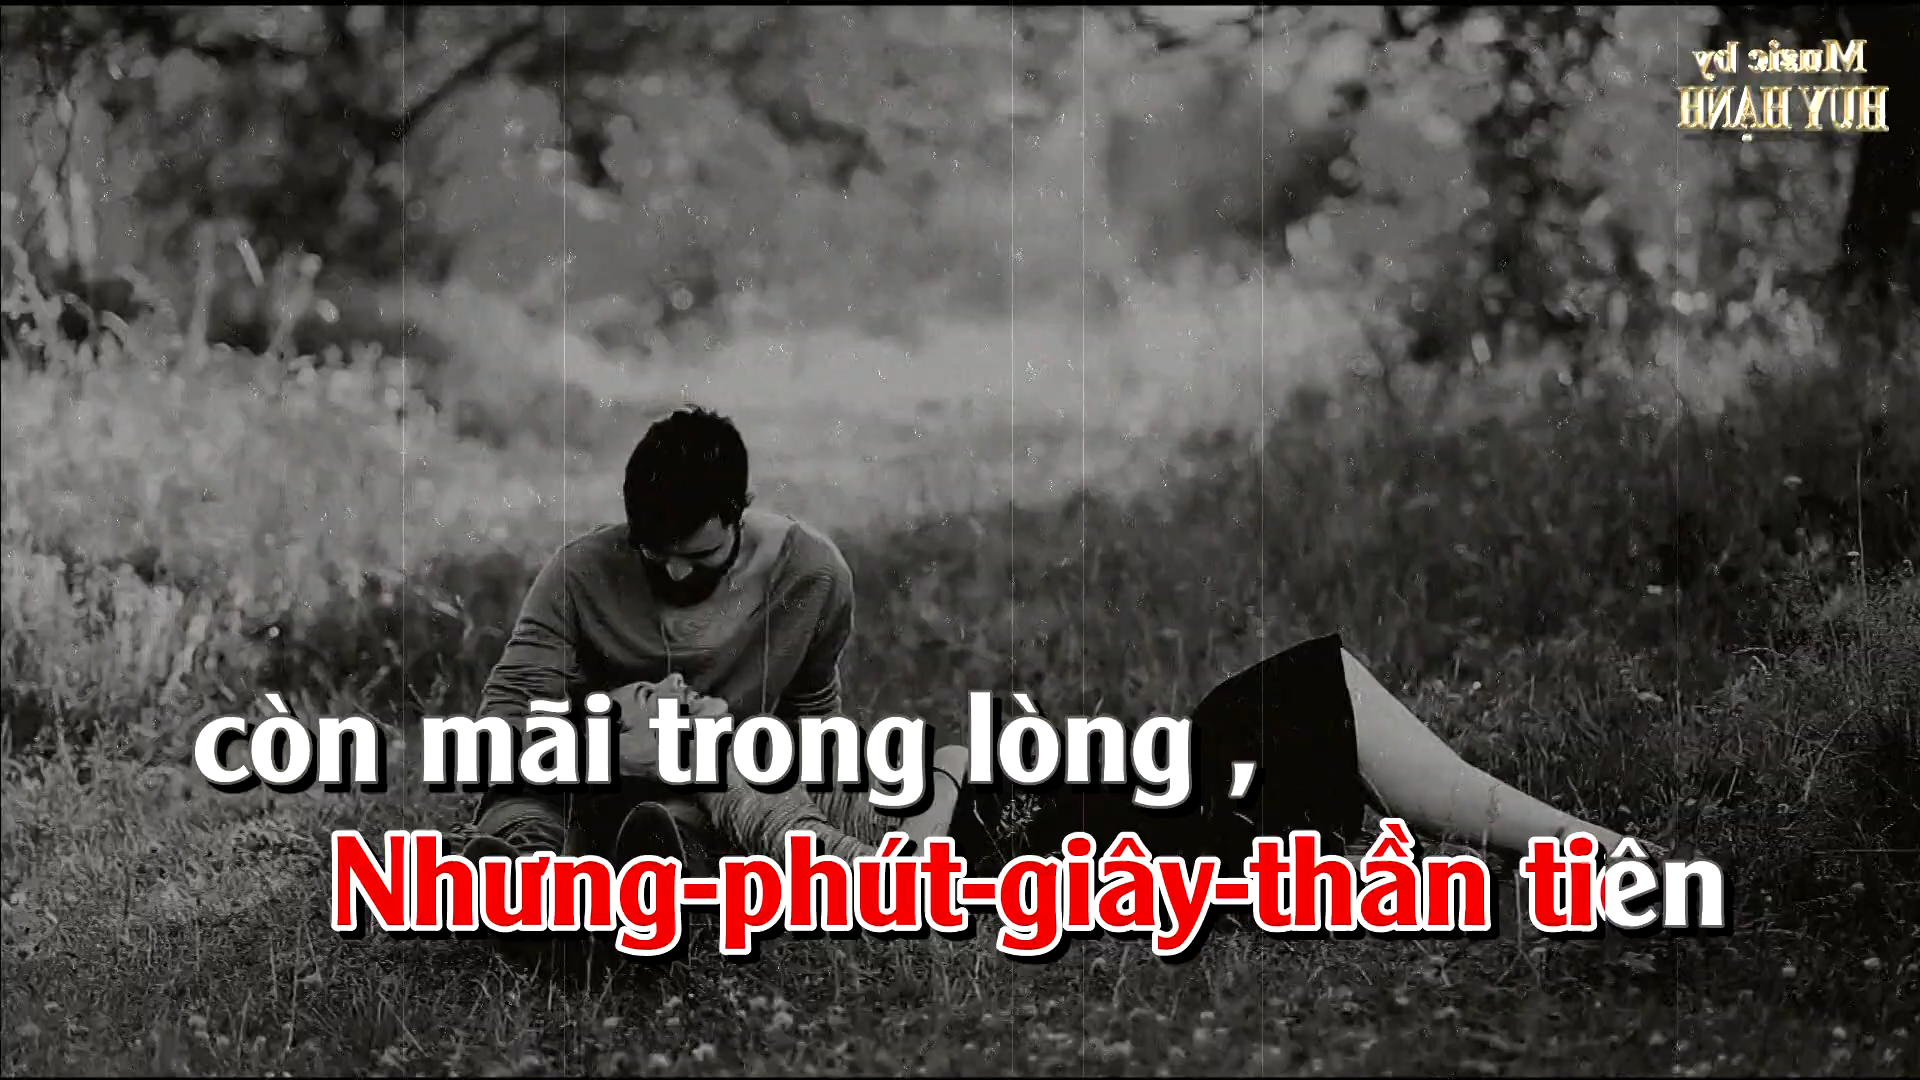 Music by
HUY HẠNH
còn mãi trong lòng ,
Nhưng-phút-giây-thần tiên